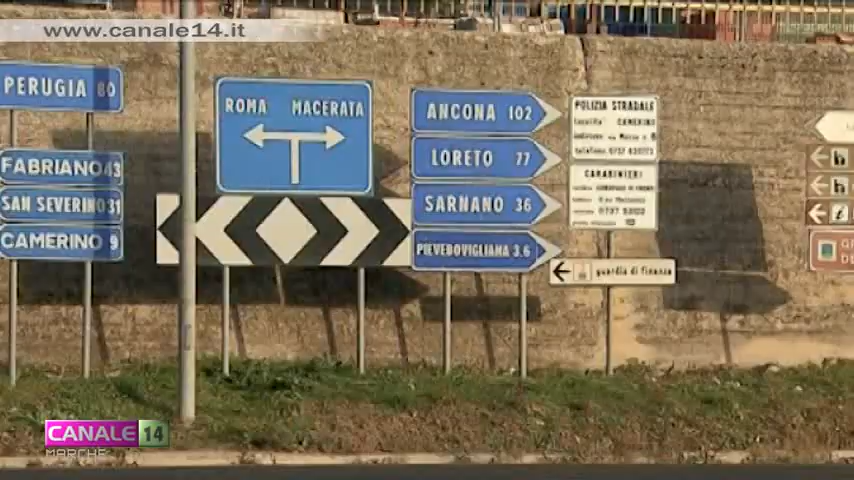 www.canale14.it
PERUGIA 80
FABRIANO 43
SAN SEVERINO 31
CAMERINO 9
ROMA MACERATA
ANCONA 102
LORETO 77
SARNANO 36
PIEVEBOVIGLIANA 3.6
POLIZIA STRADALE
CAMERINO
CARABINIERI
guardia di finanza
h
h
i
CANALE 14
MARCHE